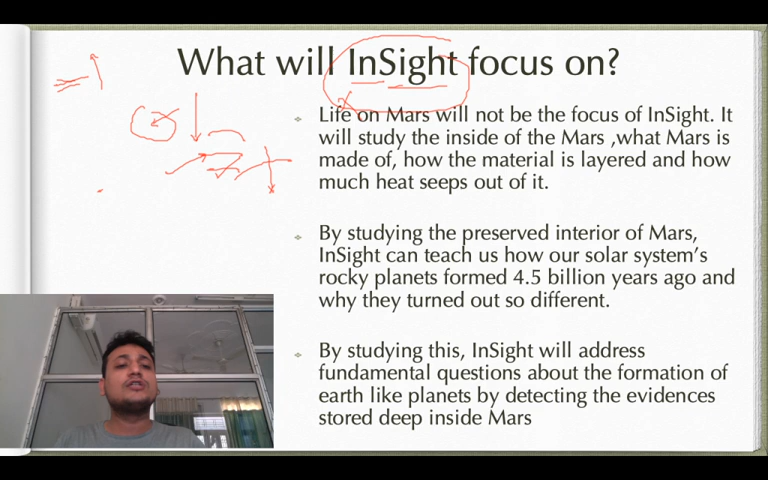 What will InSight focus on?
Life on Mars will not be the focus of InSight. It
will study the inside of the Mars ,what Mars is
made of, how the material is layered and how
much heat seeps out of it.
By studying the preserved interior of Mars,
InSight can teach us how our solar system’s
rocky planets formed 4.5 billion years ago and
why they turned out so different.
By studying this, InSight will address
fundamental questions about the formation of
earth like planets by detecting the evidences
stored deep inside Mars